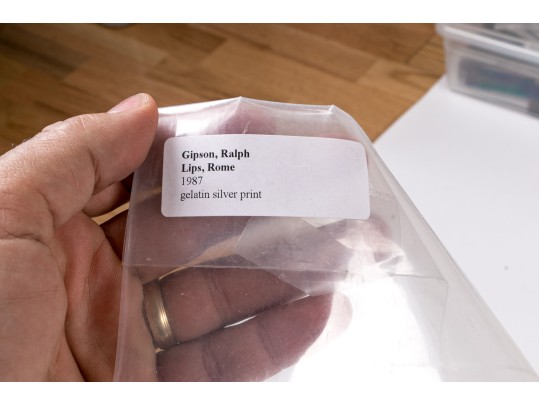 Gipson, Ralph
Lips, Rome
1987
gelatin silver print